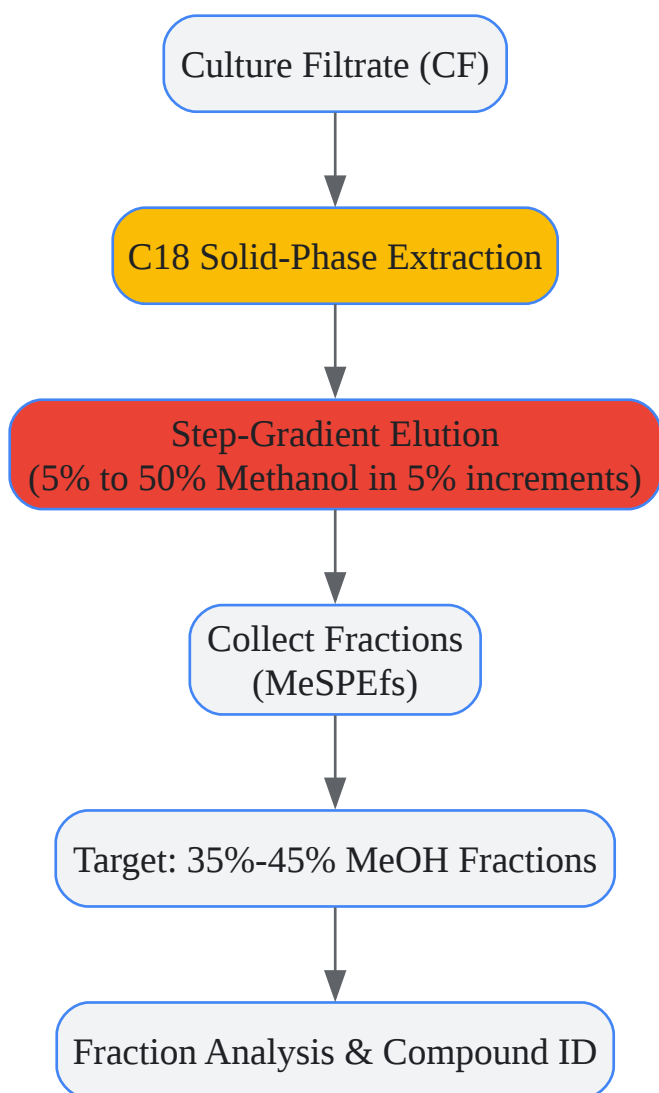 Culture Filtrate (CF)
C18 Solid-Phase Extraction
Step-Gradient Elution
(5% to 50% Methanol in 5% increments)
Collect Fractions
(MeSPEfs)
Target: 35%-45% MeOH Fractions
Fraction Analysis & Compound ID